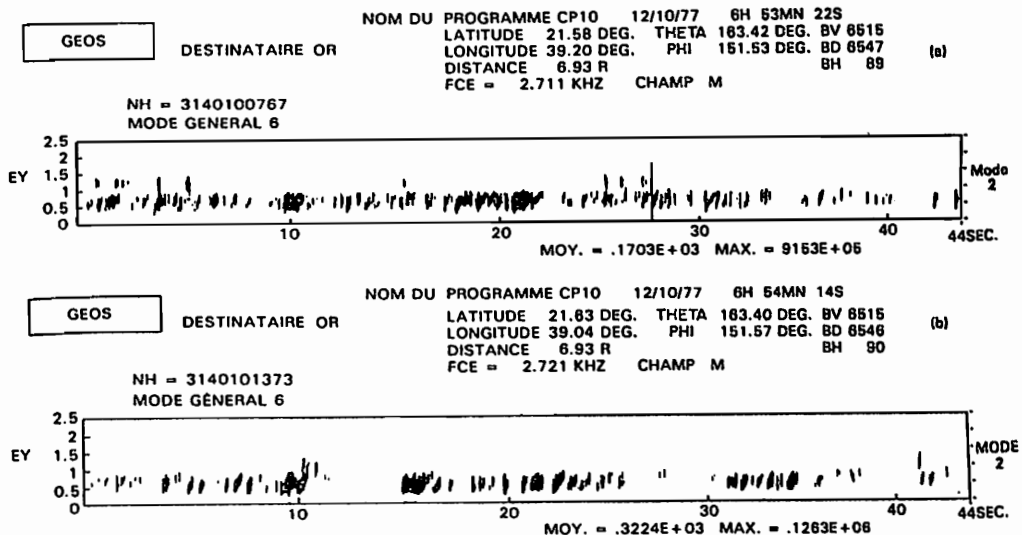 NOM DU PROGRAMME CP10 12/10/77 6H 53MN 22S
GEOS
DESTINATAIRE OR
LATITUDE 21.58 DEG. THETA 163.42 DEG. BV 6515
LONGITUDE 39.20 DEG. PHI 151.53 DEG. BD 6547
(a)
DISTANCE 6.93 R BH 89
FCE = 2.711 KHZ CHAMP M
NH = 3140100767
MODE GENERAL 6
EY
2.5
2
1.5
1
0.5
0
Mode
2
10 20 30 40 44SEC.
MOY. = .1703E+03 MAX. = 9153E+05
NOM DU PROGRAMME CP10 12/10/77 6H 54MN 14S
GEOS
DESTINATAIRE OR
LATITUDE 21.63 DEG. THETA 163.40 DEG. BV 6515
LONGITUDE 39.04 DEG. PHI 151.57 DEG. BD 6546
(b)
DISTANCE 6.93 R BH 90
FCE = 2.721 KHZ CHAMP M
NH = 3140101373
MODE GÉNERAL 6
EY
2.5
2
1.5
1
0.5
MODE
2
10 20 30 40 44SEC.
MOY. = .3224E+03 MAX. = .1263E+06